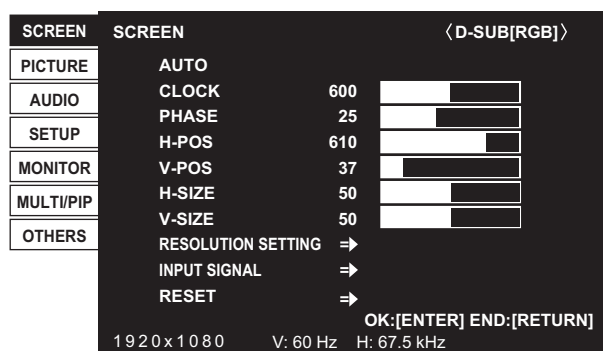 SCREEN
PICTURE
AUDIO
SETUP
MONITOR
MULTI/PIP
OTHERS
SCREEN 〈D-SUB[RGB]〉
AUTO
CLOCK 600
PHASE 25
H-POS 610
V-POS 37
H-SIZE 50
V-SIZE 50
RESOLUTION SETTING ⇒
INPUT SIGNAL ⇒
RESET ⇒
OK:[ENTER] END:[RETURN]
1920x1080 V: 60 Hz H: 67.5 kHz